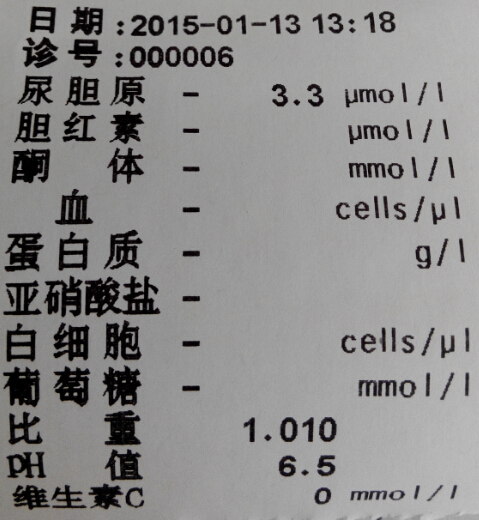 日期:2015-01-13 13:18
诊号:000006
尿胆原 - 3.3 μmol/l
胆红素 - μmol/l
酮体 - mmol/l
血 - cells/μl
蛋白质 - g/l
亚硝酸盐 -
白细胞 - cells/μl
葡萄糖 - mmol/l
比重 1.010
PH值 6.5
维生素C 0 mmol/l